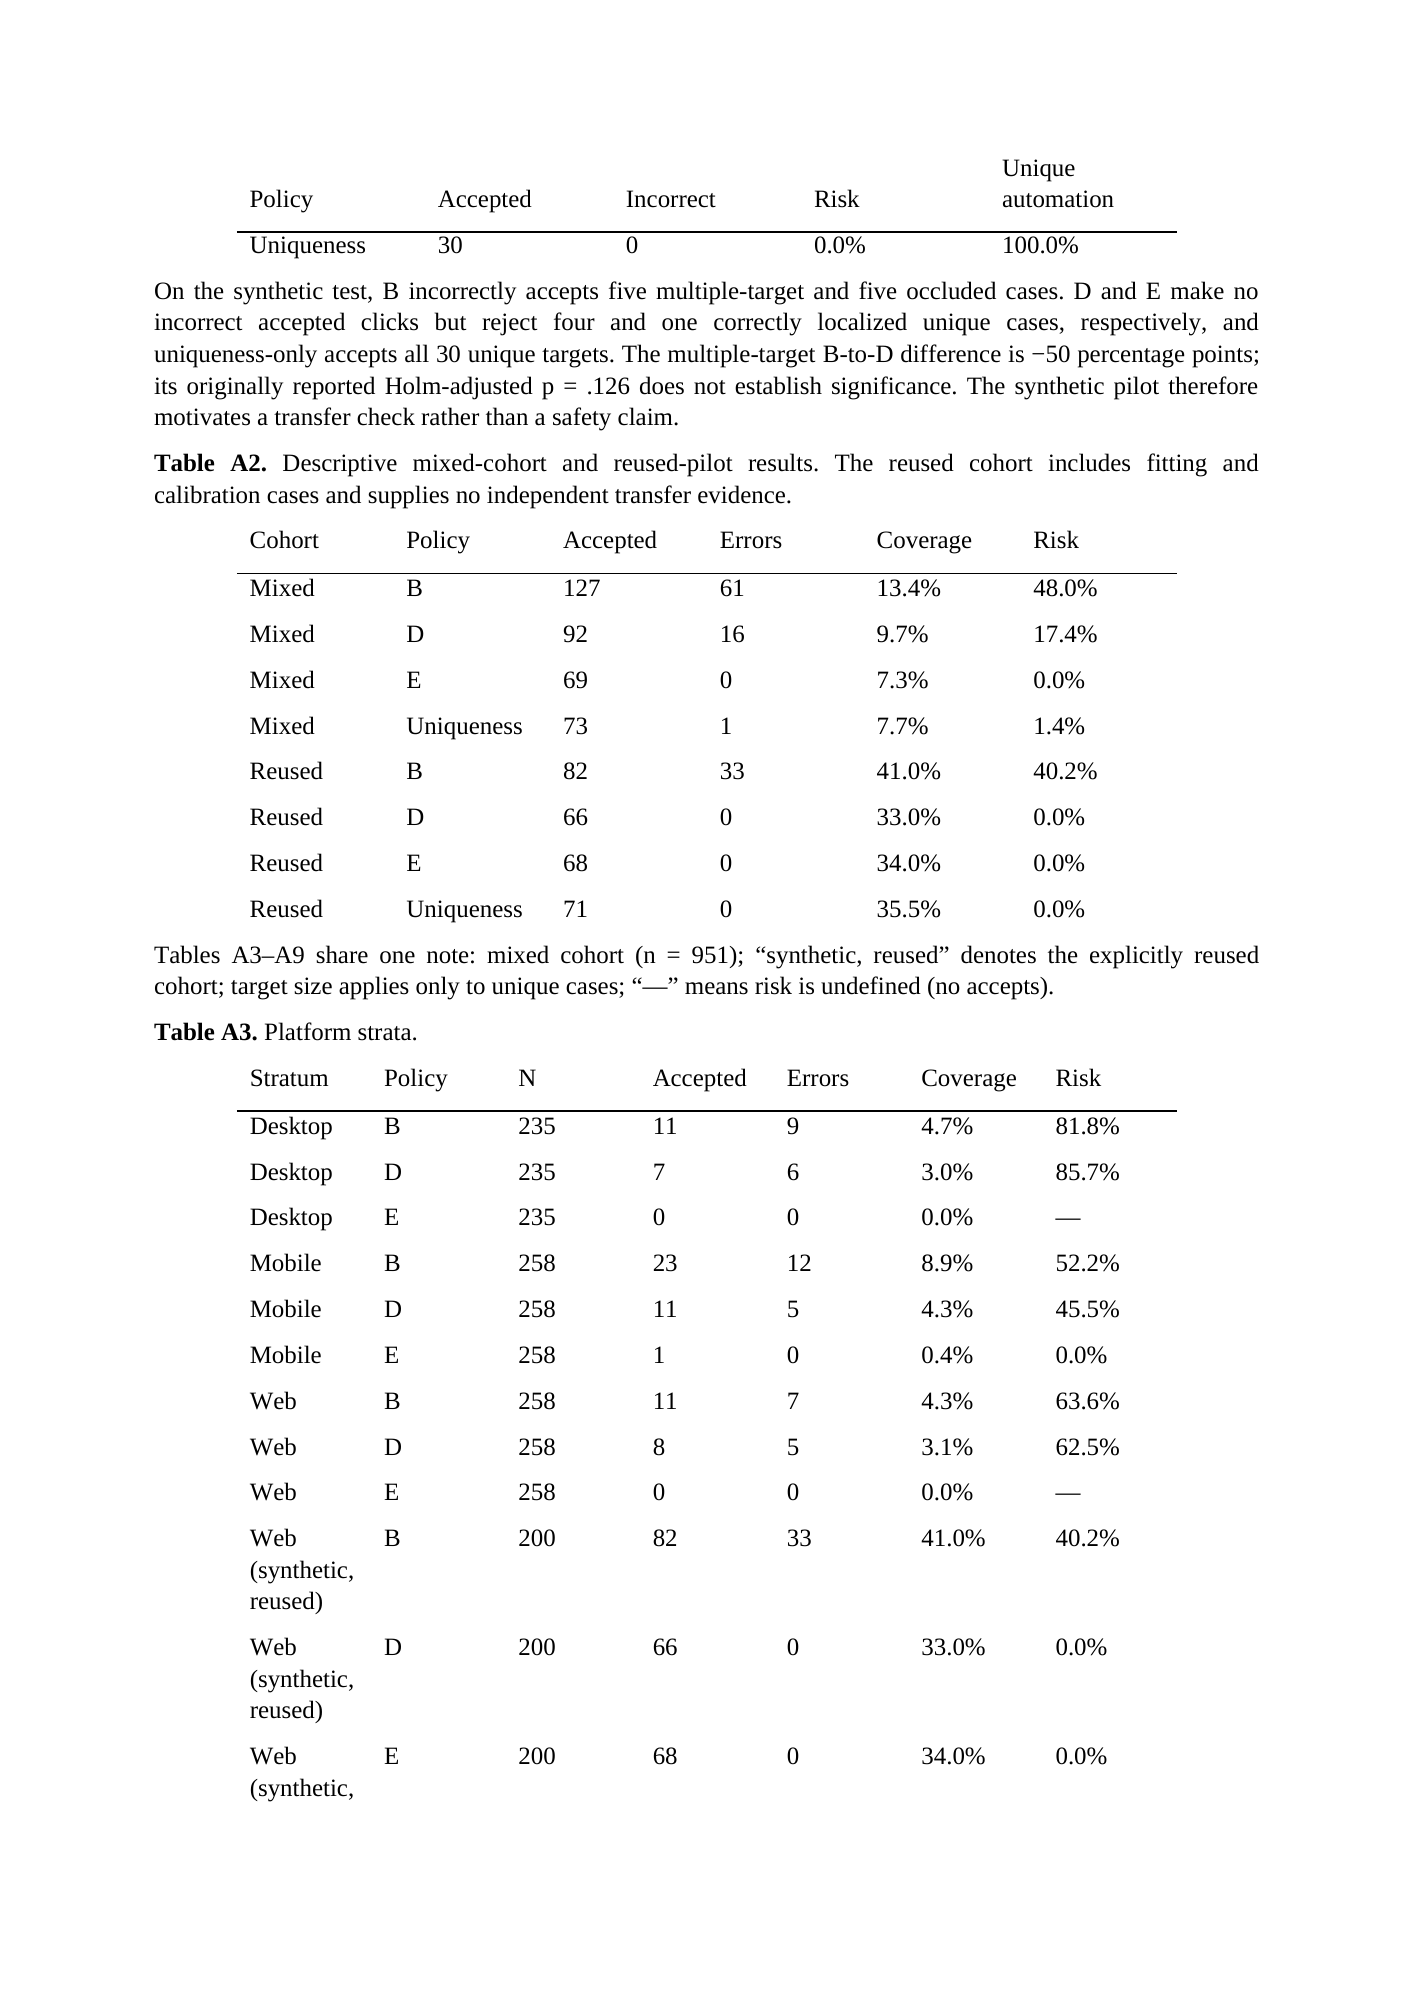 Policy Accepted Incorrect Risk Unique automation
Uniqueness 30 0 0.0% 100.0%
On the synthetic test, B incorrectly accepts five multiple-target and five occluded cases. D and E make no
incorrect accepted clicks but reject four and one correctly localized unique cases, respectively, and
uniqueness-only accepts all 30 unique targets. The multiple-target B-to-D difference is −50 percentage points;
its originally reported Holm-adjusted p = .126 does not establish significance. The synthetic pilot therefore
motivates a transfer check rather than a safety claim.
Table A2. Descriptive mixed-cohort and reused-pilot results. The reused cohort includes fitting and
calibration cases and supplies no independent transfer evidence.
Cohort Policy Accepted Errors Coverage Risk
Mixed B 127 61 13.4% 48.0%
Mixed D 92 16 9.7% 17.4%
Mixed E 69 0 7.3% 0.0%
Mixed Uniqueness 73 1 7.7% 1.4%
Reused B 82 33 41.0% 40.2%
Reused D 66 0 33.0% 0.0%
Reused E 68 0 34.0% 0.0%
Reused Uniqueness 71 0 35.5% 0.0%
Tables A3–A9 share one note: mixed cohort (n = 951); “synthetic, reused” denotes the explicitly reused
cohort; target size applies only to unique cases; “—” means risk is undefined (no accepts).
Table A3. Platform strata.
Stratum Policy N Accepted Errors Coverage Risk
Desktop B 235 11 9 4.7% 81.8%
Desktop D 235 7 6 3.0% 85.7%
Desktop E 235 0 0 0.0% —
Mobile B 258 23 12 8.9% 52.2%
Mobile D 258 11 5 4.3% 45.5%
Mobile E 258 1 0 0.4% 0.0%
Web B 258 11 7 4.3% 63.6%
Web D 258 8 5 3.1% 62.5%
Web E 258 0 0 0.0% —
Web B 200 82 33 41.0% 40.2%
(synthetic,
reused)
Web D 200 66 0 33.0% 0.0%
(synthetic,
reused)
Web E 200 68 0 34.0% 0.0%
(synthetic,